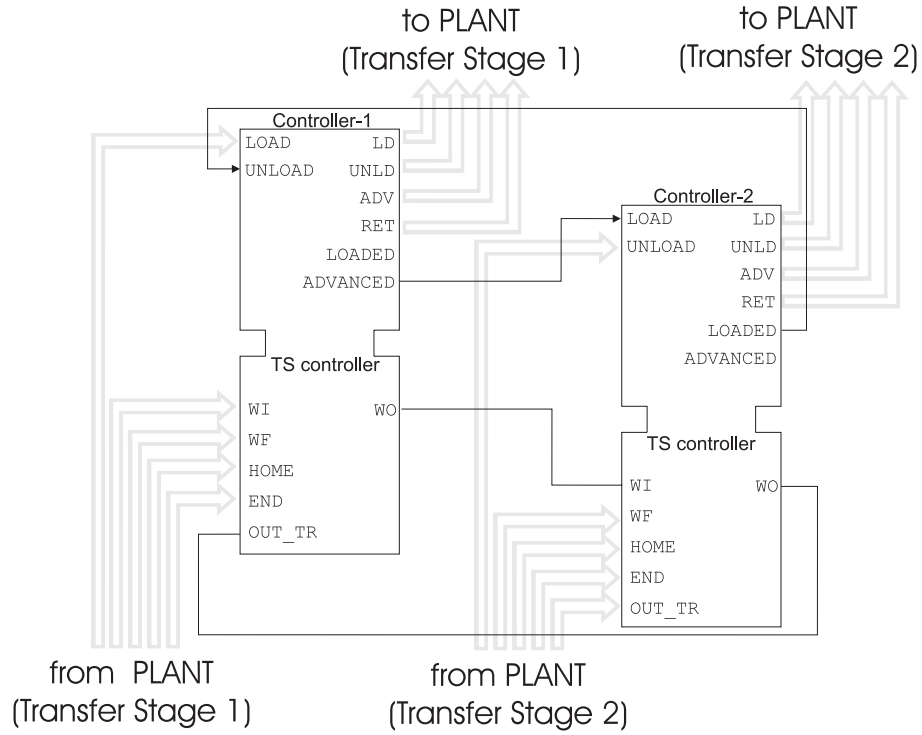 to PLANT
(Transfer Stage 1)
to PLANT
(Transfer Stage 2)
Controller-1
LOAD LD
UNLOAD UNLD
ADV
RET
LOADED
ADVANCED
TS controller
WI WO
WF
HOME
END
OUT_TR
Controller-2
LOAD LD
UNLOAD UNLD
ADV
RET
LOADED
ADVANCED
TS controller
WI WO
WF
HOME
END
OUT_TR
from PLANT
(Transfer Stage 1)
from PLANT
(Transfer Stage 2)